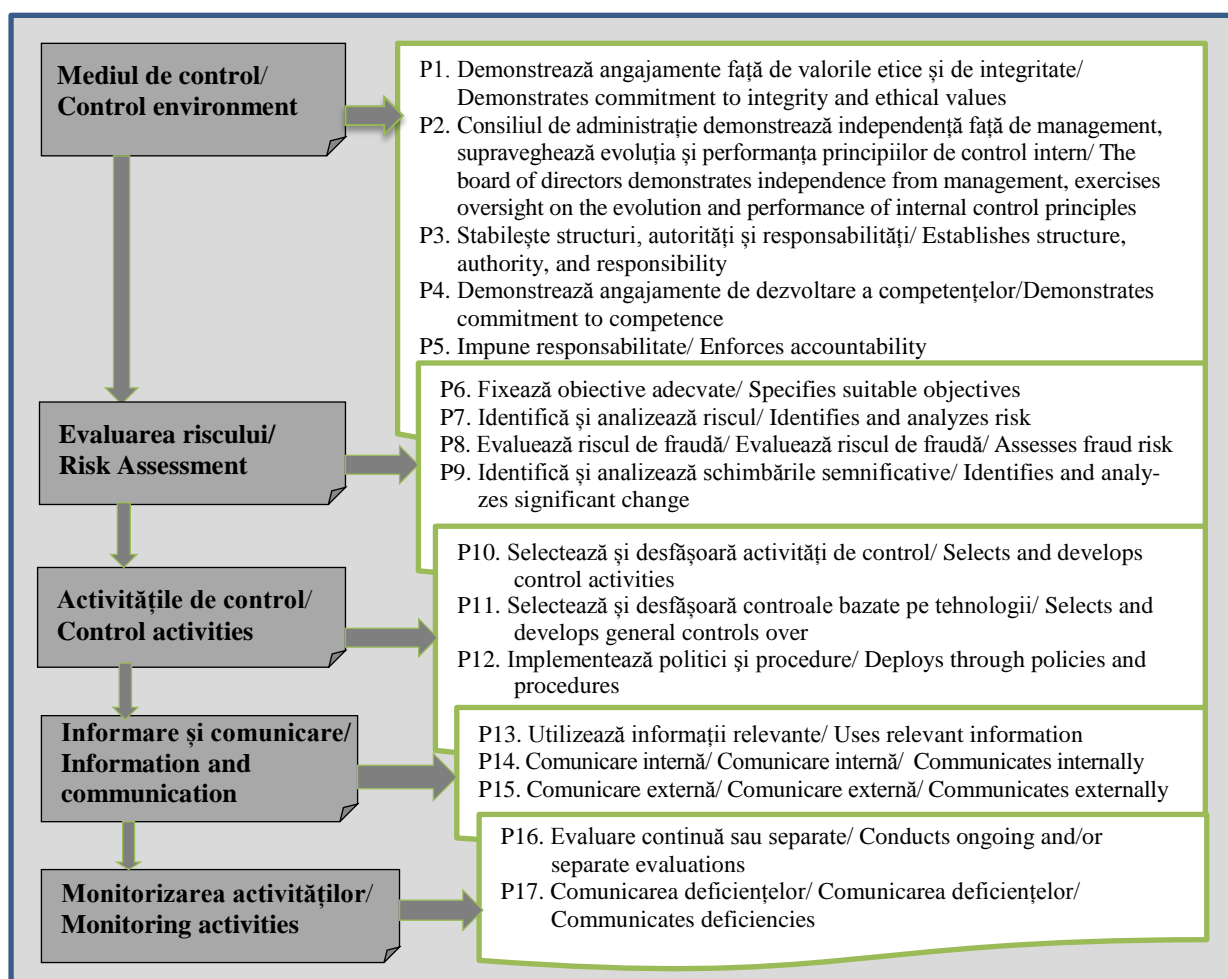 Mediul de control/
Control environment
P1. Demonstrează angajamente față de valorile etice și de integritate/
Demonstrates commitment to integrity and ethical values
P2. Consiliul de administrație demonstrează independență față de management,
supraveghează evoluția și performanța principiilor de control intern/ The
board of directors demonstrates independence from management, exercises
oversight on the evolution and performance of internal control principles
P3. Stabilește structuri, autorități și responsabilități/ Establishes structure,
authority, and responsibility
P4. Demonstrează angajamente de dezvoltare a competențelor/Demonstrates
commitment to competence
P5. Impune responsabilitate/ Enforces accountability
Evaluarea riscului/
Risk Assessment
P6. Fixează obiective adecvate/ Specifies suitable objectives
P7. Identifică și analizează riscul/ Identifies and analyzes risk
P8. Evaluează riscul de fraudă/ Evaluează riscul de fraudă/ Assesses fraud risk
P9. Identifică și analizează schimbările semnificative/ Identifies and analy-
zes significant change
Activitățile de control/
Control activities
P10. Selectează și desfășoară activități de control/ Selects and develops
control activities
P11. Selectează și desfășoară controale bazate pe tehnologii/ Selects and
develops general controls over
P12. Implementează politici și procedure/ Deploys through policies and
procedures
Informare și comunicare/
Information and
communication
P13. Utilizează informații relevante/ Uses relevant information
P14. Comunicare internă/ Comunicare internă/ Communicates internally
P15. Comunicare externă/ Comunicare externă/ Communicates externally
Monitorizarea activităților/
Monitoring activities
P16. Evaluare continuă sau separate/ Conducts ongoing and/or
separate evaluations
P17. Comunicarea deficiențelor/ Comunicarea deficiențelor/
Communicates deficiencies